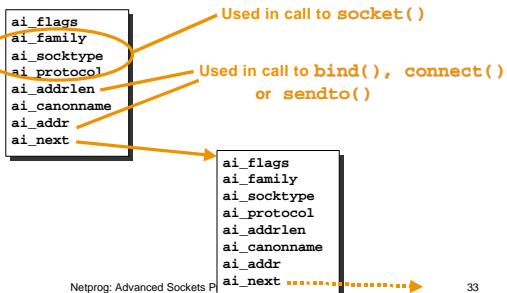 Used in call to socket()
ai_flags
ai_family
ai_socktype
ai_protocol
ai_addrlen
ai_canonname
ai_addr
ai_next
Used in call to bind(), connect()
or sendto()
ai_flags
ai_family
ai_socktype
ai_protocol
ai_addrlen
ai_canonname
ai_addr
ai_next
Netprog: Advanced Sockets P
33